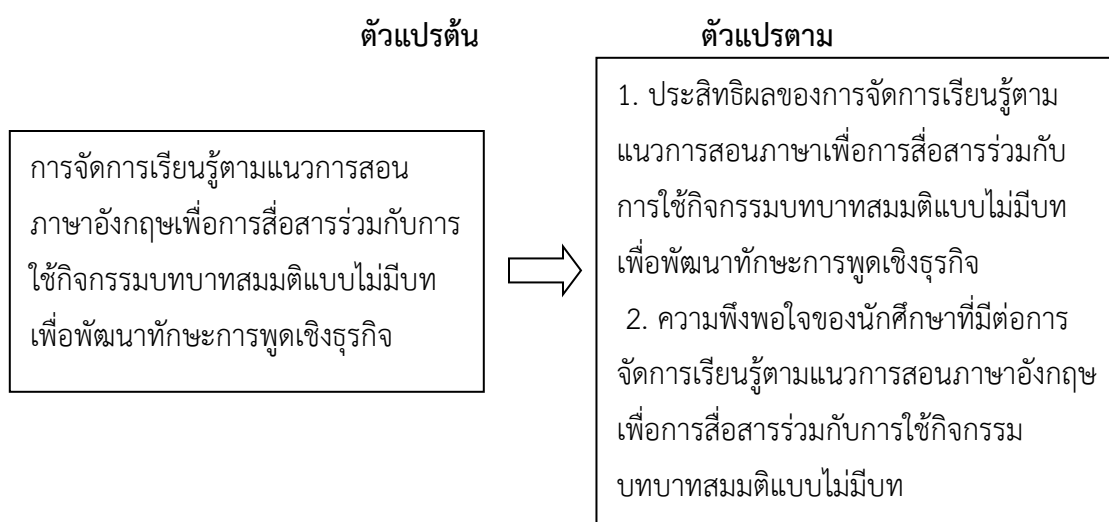 ตัวแปรต้น
ตัวแปรตาม
การจัดการเรียนรู้ตามแนวการสอน
ภาษาอังกฤษเพื่อการสื่อสารร่วมกับการ
ใช้กิจกรรมบทบาทสมมติแบบไม่มีบท
เพื่อพัฒนาทักษะการพูดเชิงธุรกิจ
1. ประสิทธิผลของการจัดการเรียนรู้ตาม
แนวการสอนภาษาเพื่อการสื่อสารร่วมกับ
การใช้กิจกรรมบทบาทสมมติแบบไม่มีบท
เพื่อพัฒนาทักษะการพูดเชิงธุรกิจ
2. ความพึงพอใจของนักศึกษาที่มีต่อการ
จัดการเรียนรู้ตามแนวการสอนภาษาอังกฤษ
เพื่อการสื่อสารร่วมกับการใช้กิจกรรม
บทบาทสมมติแบบไม่มีบท